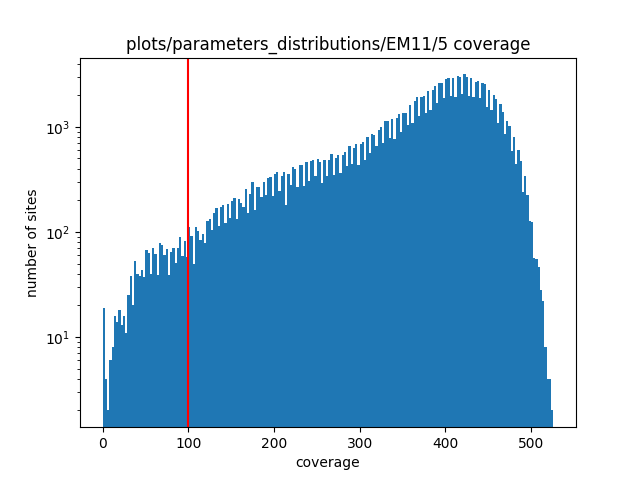 plots/parameters_distributions/EM11/5 coverage
number of sites
10³
10²
10¹
0 100 200 300 400 500
coverage